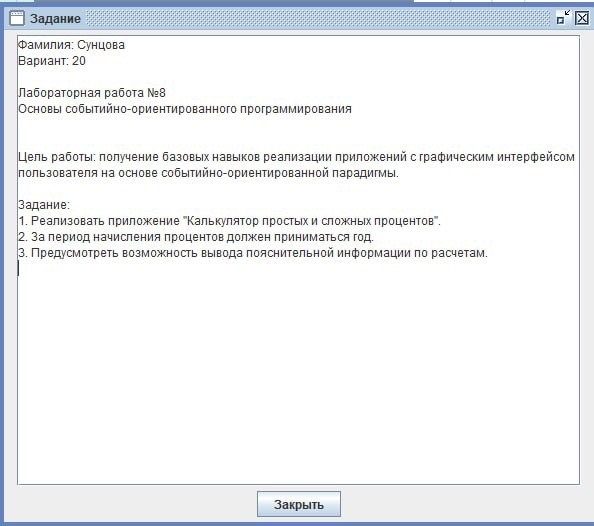 Задание
Фамилия: Сунцова
Вариант: 20
Лабораторная работа №8
Основы событийно-ориентированного программирования
Цель работы: получение базовых навыков реализации приложений с графическим интерфейсом
пользователя на основе событийно-ориентированной парадигмы.
Задание:
1. Реализовать приложение "Калькулятор простых и сложных процентов".
2. За период начисления процентов должен приниматься год.
3. Предусмотреть возможность вывода пояснительной информации по расчетам.
Закрыть